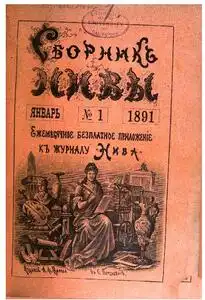 Сборникъ
НИВЫ
ЯНВАРЬ № 1 1891
Ежемѣсячное безплатное приложеніе
къ журналу Нива.